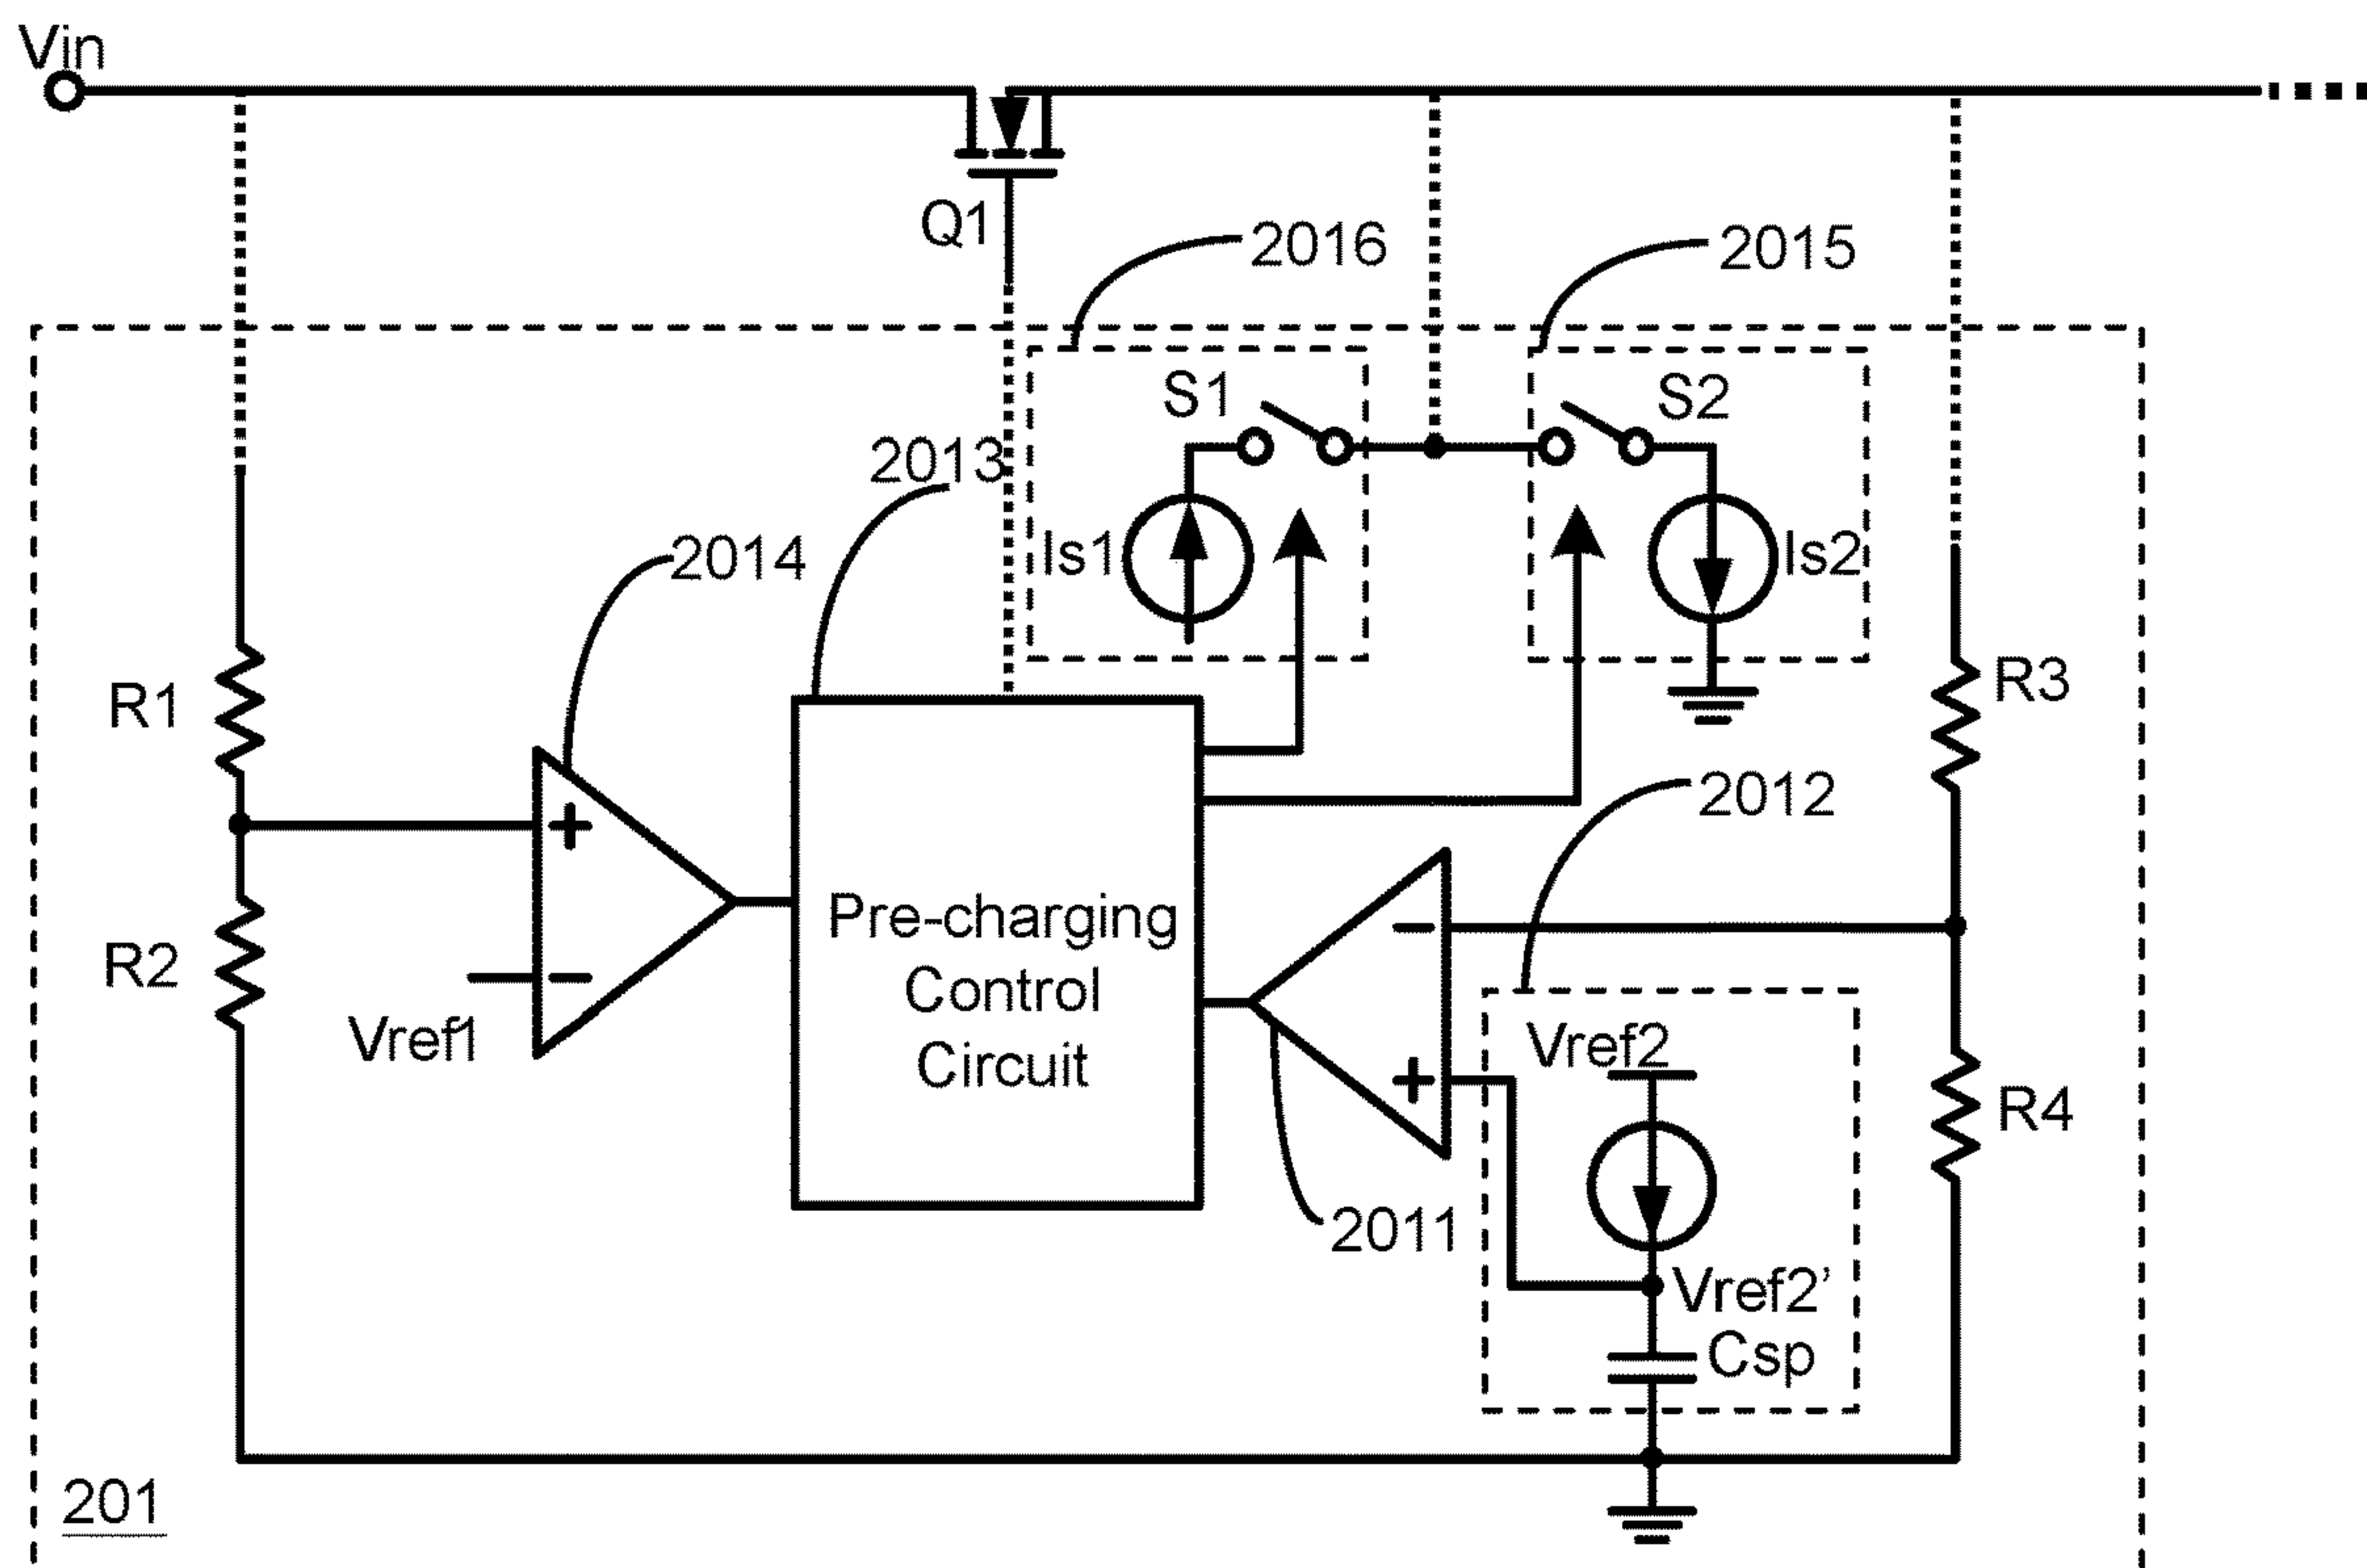 Vin
Q1
2016
2015
S1
S2
2013
2014
Is1
Is2
R1
R3
2012
Pre-charging
Control
Circuit
R2
Vref1
Vref2
R4
2011
Vref2’
Csp
201